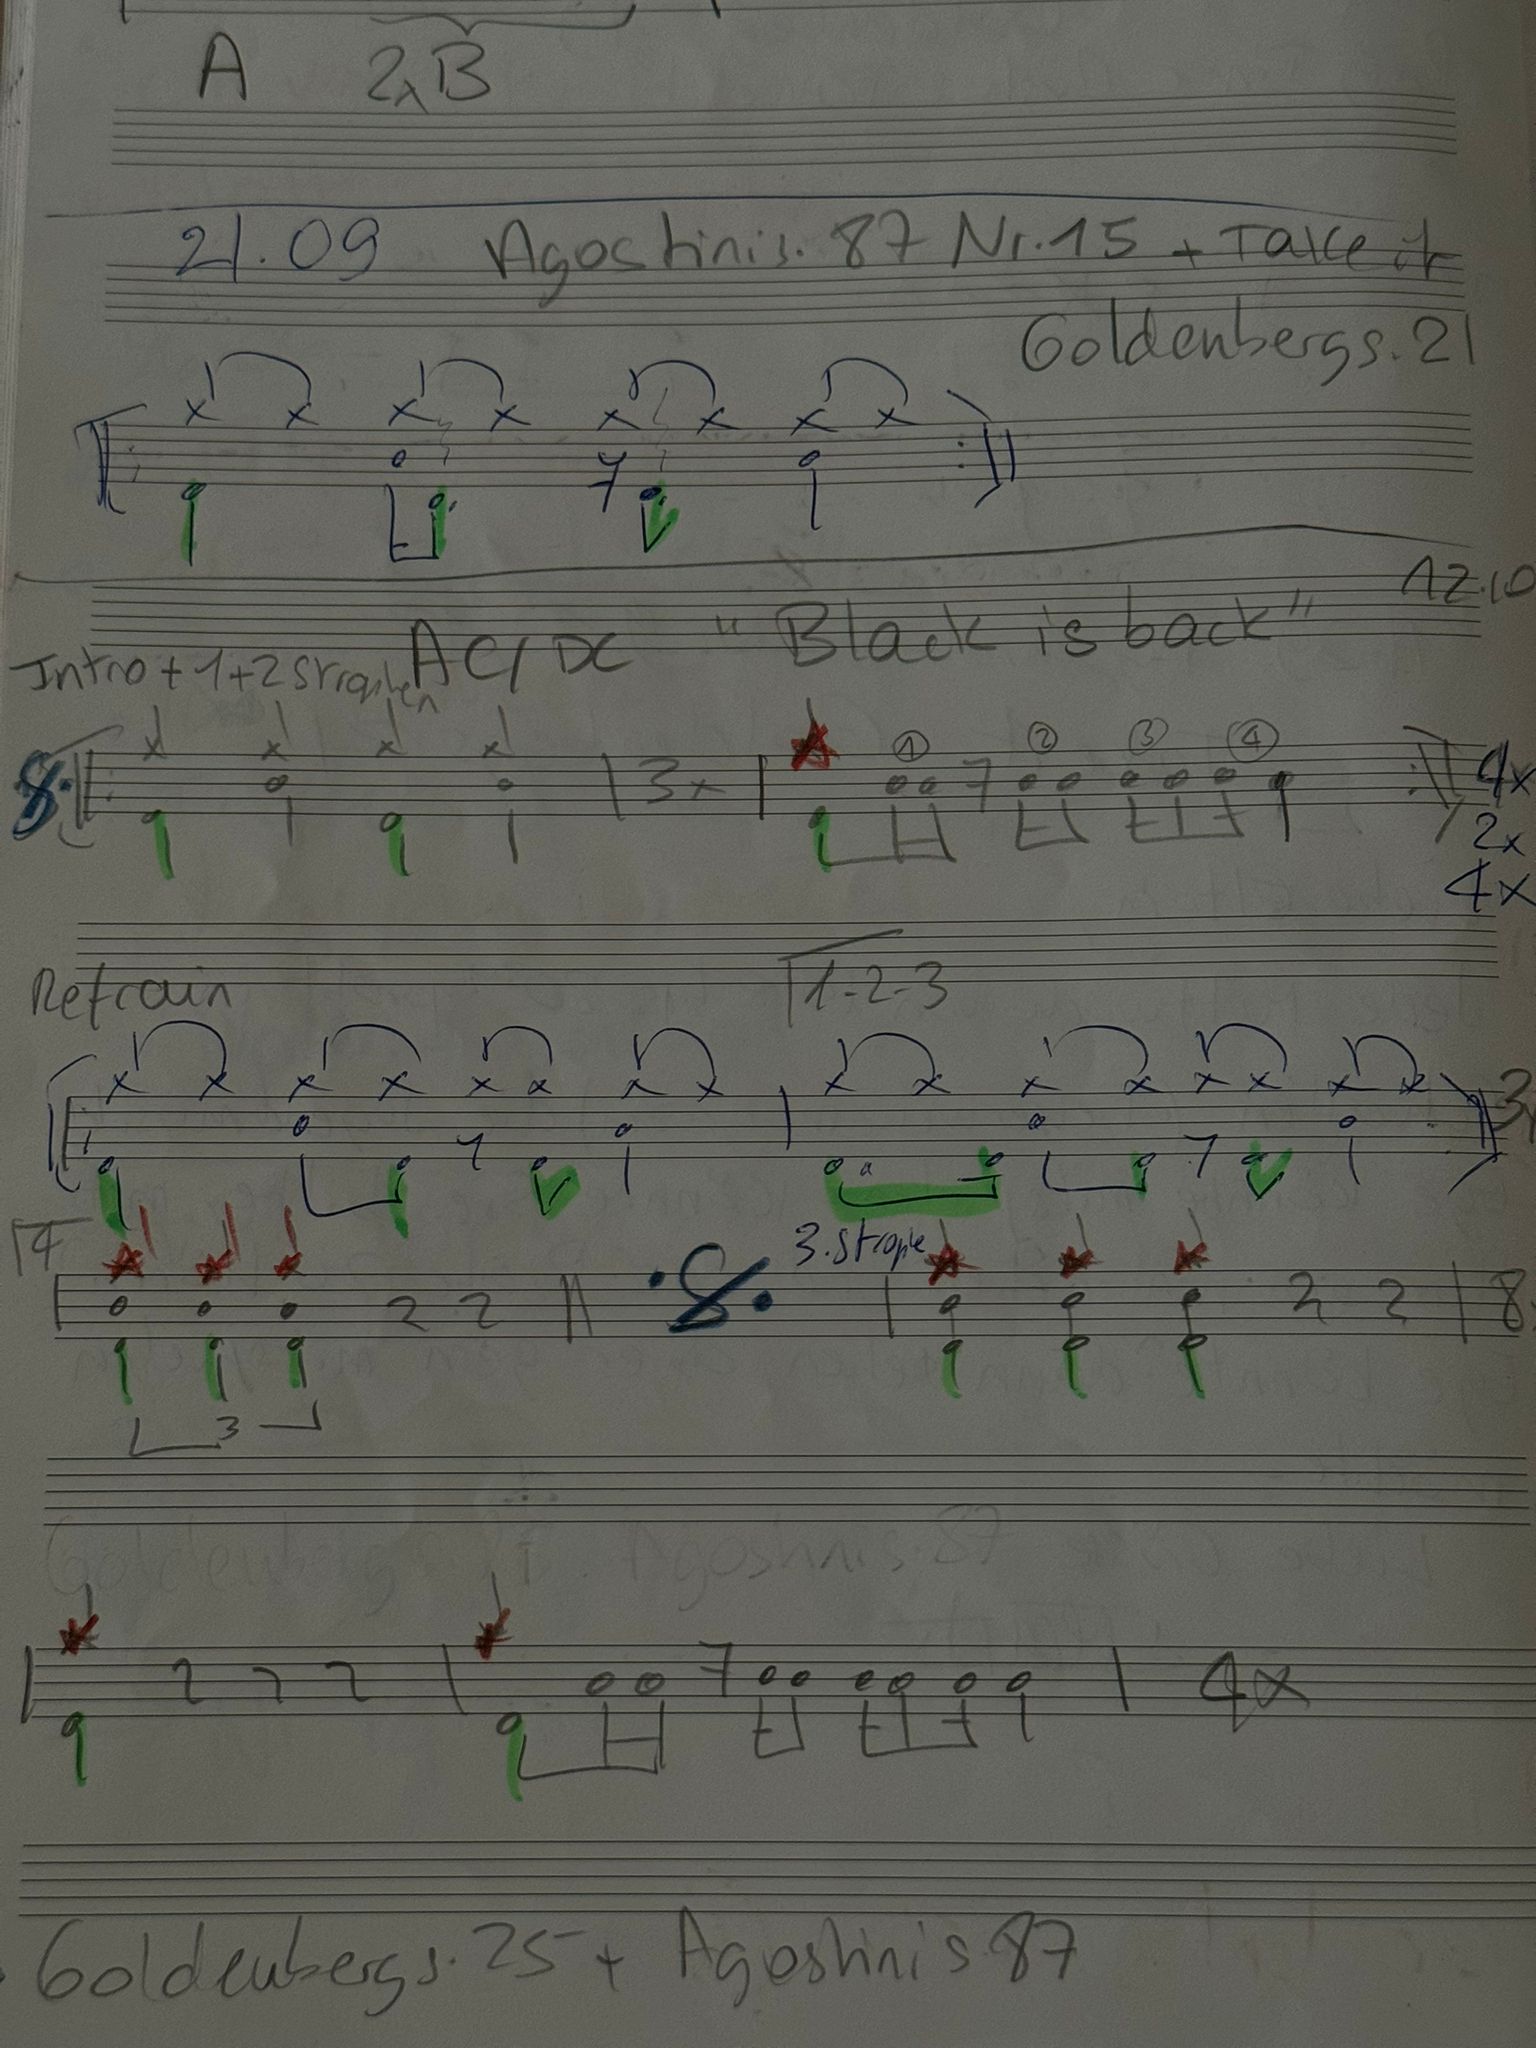 A 2xB
21.09 Agostini s. 87 Nr. 15 + Take it
Goldenberg s. 21
12.10
AC/DC "Black is back"
Intro + 1+2 Strophen
3x
1 2 3 4
4x
2x
4x
Refrain
1-2-3
3x
4
3. Strophe
8
3
4x
Goldenberg s. 25 + Agostini s. 87